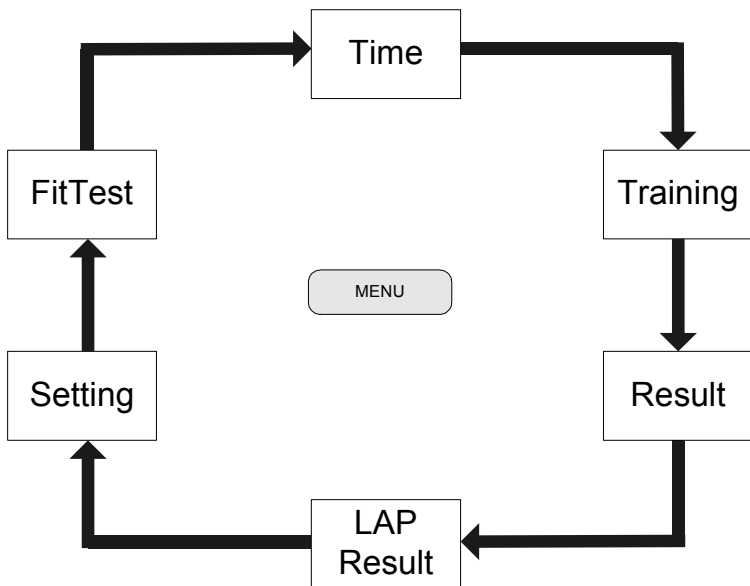 Time
FitTest
Training
MENU
Setting
Result
LAP
Result